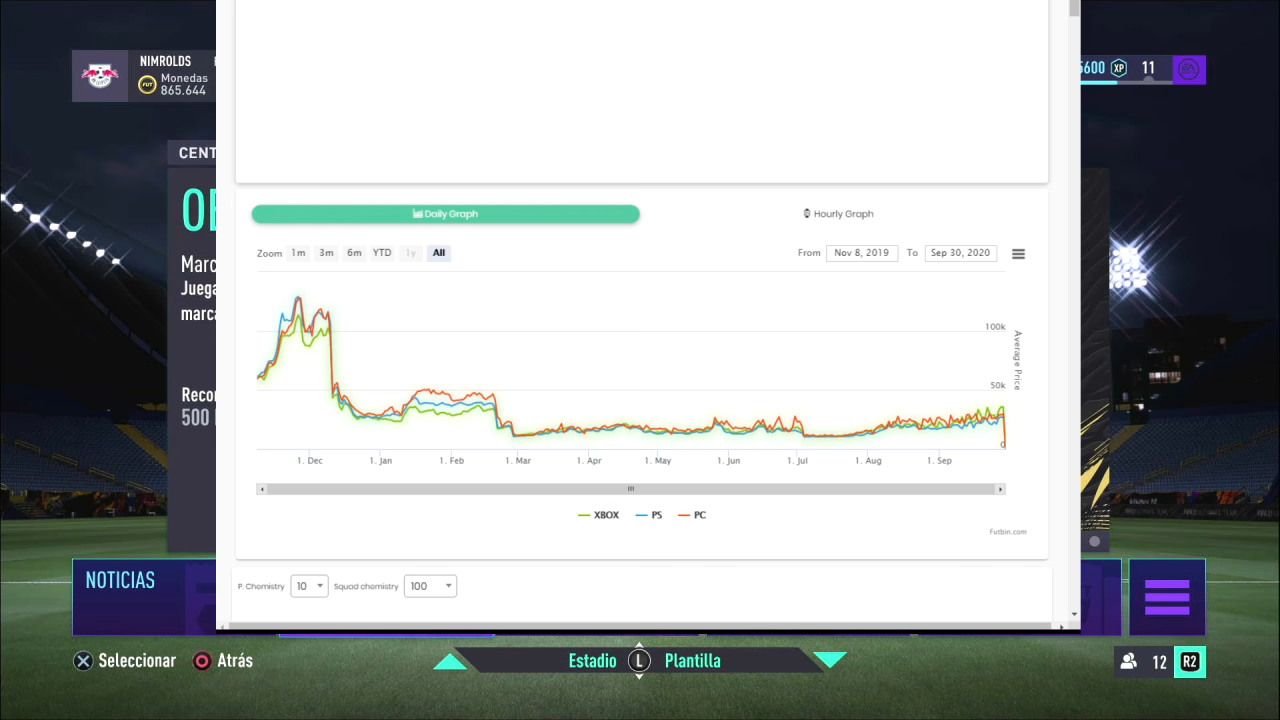 NIMROLDS
Monedas
865.644
5600 XP 11
CENT
OB
Marc
Juega
marca
Recon
500
Daily Graph
Hourly Graph
Zoom 1m 3m 6m YTD 1y All
From Nov 8, 2019 To Sep 30, 2020
100k
50k
0
Average Price
1. Dec 1. Jan 1. Feb 1. Mar 1. Apr 1. May 1. Jun 1. Jul 1. Aug 1. Sep
XBOX PS PC
Futbin.com
P. Chemistry 10 Squad chemistry 100
NOTICIAS
Seleccionar Atrás
Estadio L Plantilla
12 R2